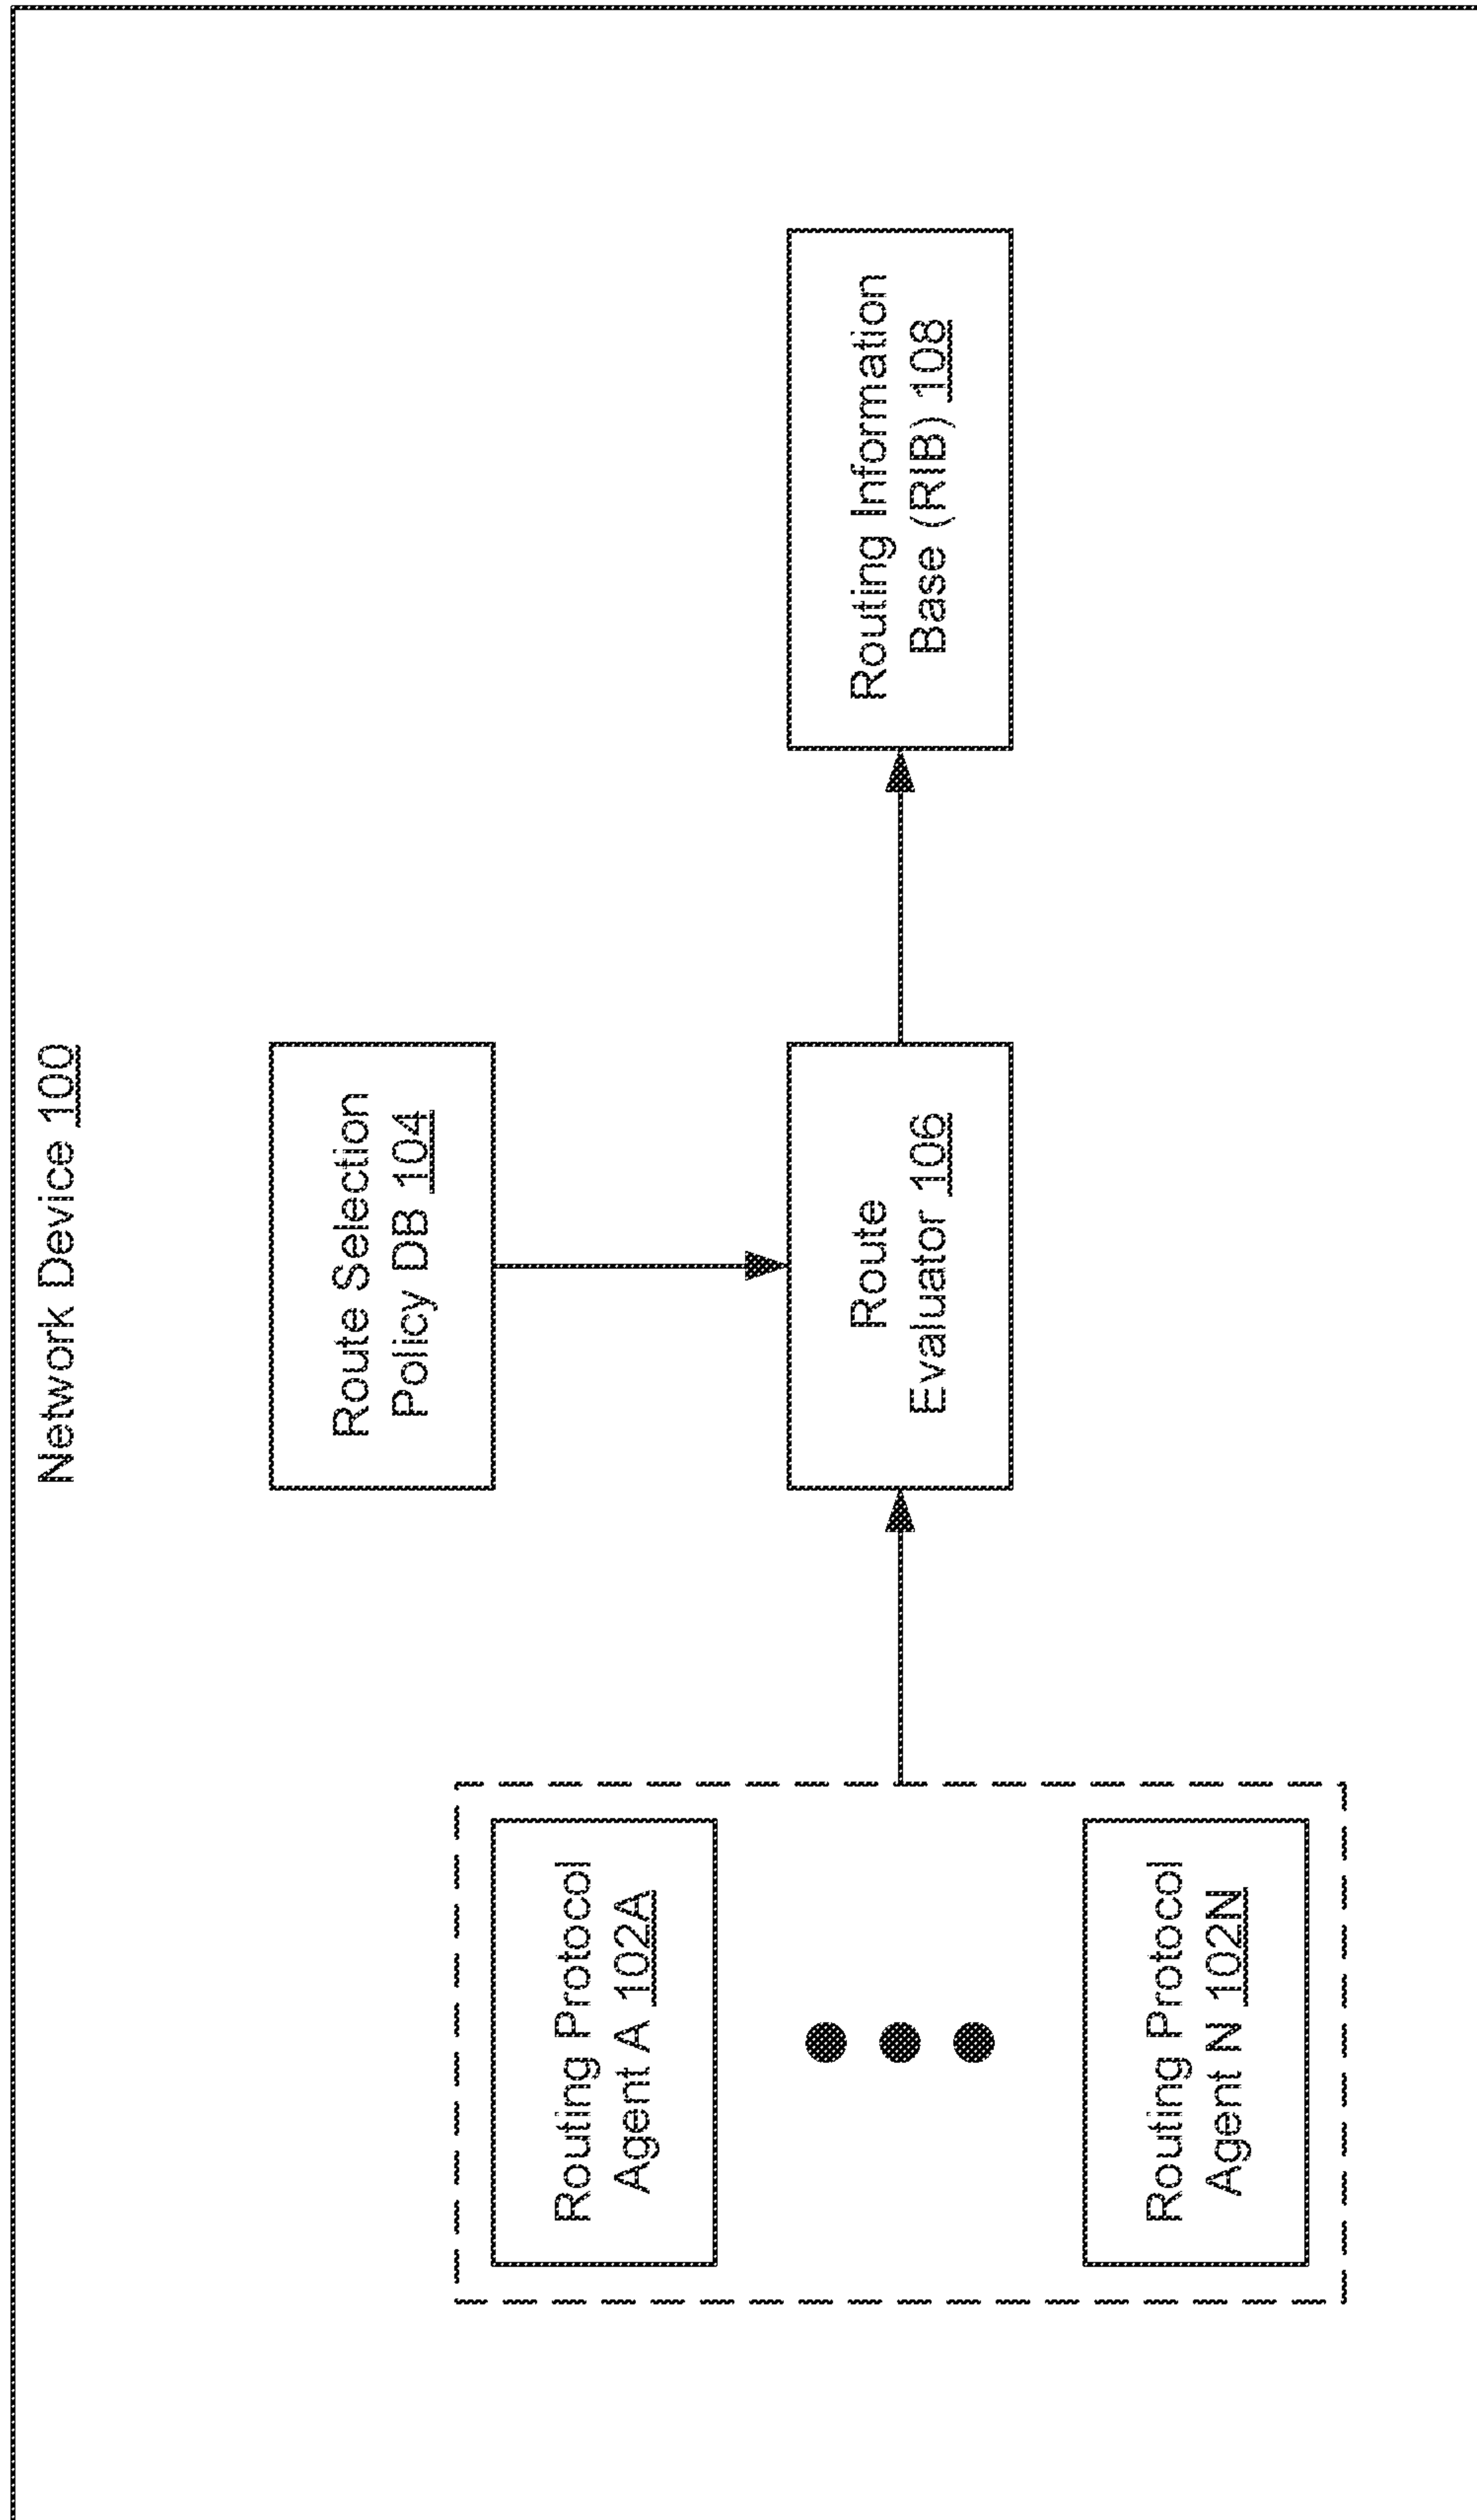 Network Device 100
Route Selection
Policy DB 104
Routing Protocol
Agent A 102A
Route
Evaluator 106
Routing Information
Base (RIB) 108
Routing Protocol
Agent N 102N